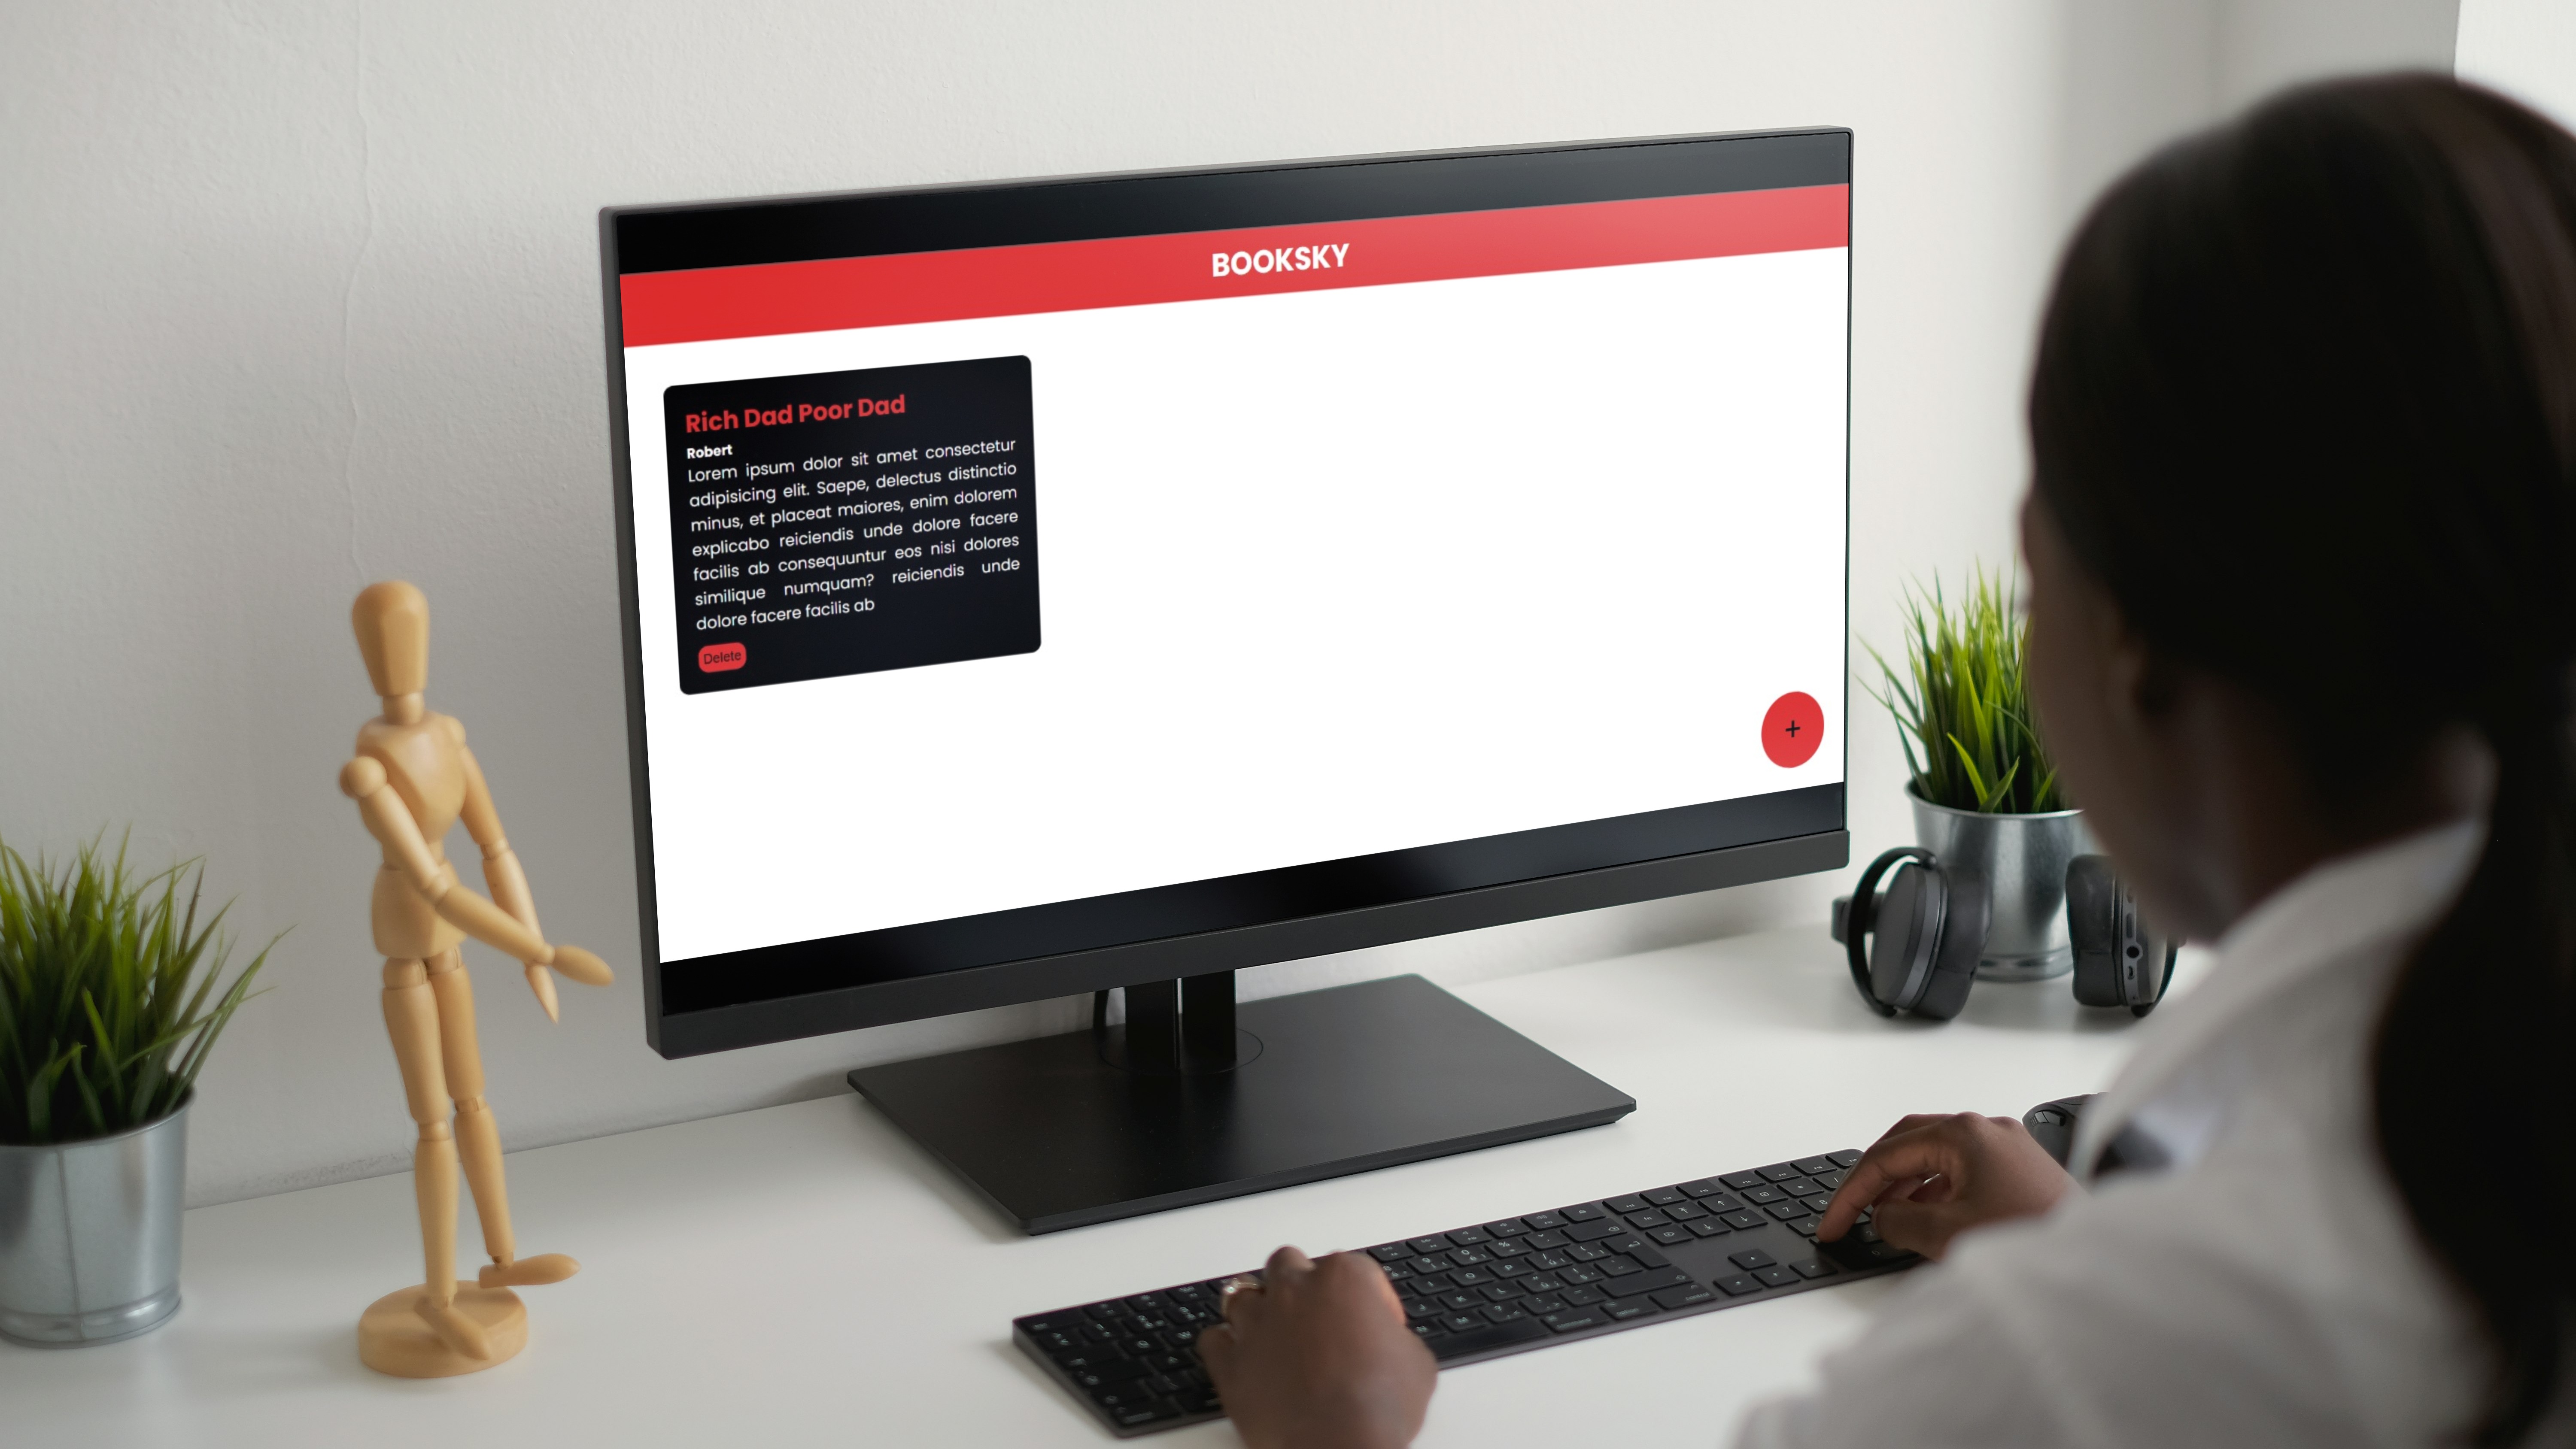 BOOKSKY
Rich Dad Poor Dad
Robert
Lorem ipsum dolor sit amet consectetur
adipisicing elit. Saepe, delectus distinctio
minus, et placeat maiores, enim dolorem
explicabo reiciendis unde dolore facere
facilis ab consequuntur eos nisi dolores
similique numquam? reiciendis unde
dolore facere facilis ab
Delete
+